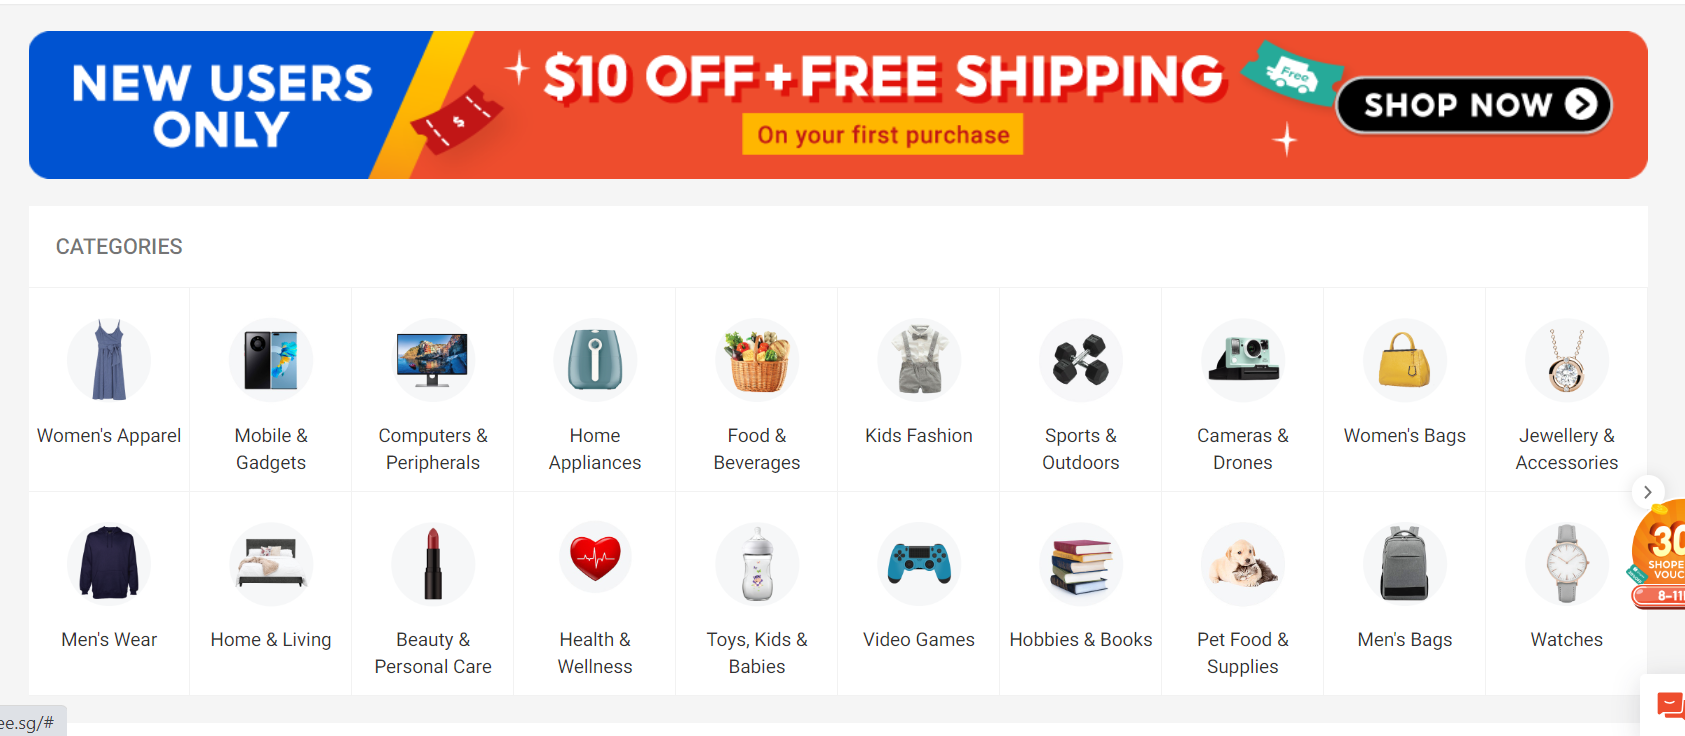 NEW USERS
ONLY
$
$10 OFF+FREE SHIPPING
On your first purchase
Free
SHOP NOW
CATEGORIES
Women's Apparel
Mobile &
Gadgets
Computers &
Peripherals
Home
Appliances
Food &
Beverages
Kids Fashion
Sports &
Outdoors
Cameras &
Drones
Women's Bags
Jewellery &
Accessories
Men's Wear
Home & Living
Beauty &
Personal Care
Health &
Wellness
Toys, Kids &
Babies
Video Games
Hobbies & Books
Pet Food &
Supplies
Men's Bags
Watches
30
SHOPE
VOUC
8-11
ee.sg/#